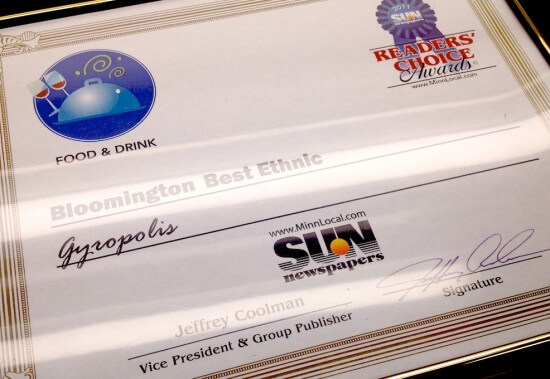 2011
SUN
READERS'
CHOICE
Awards
www.MinnLocal.com
FOOD & DRINK
Bloomington Best Ethnic
Gyropolis
www.MinnLocal.com
SUN
newspapers
Jeffrey Coolman
Vice President & Group Publisher
Signature